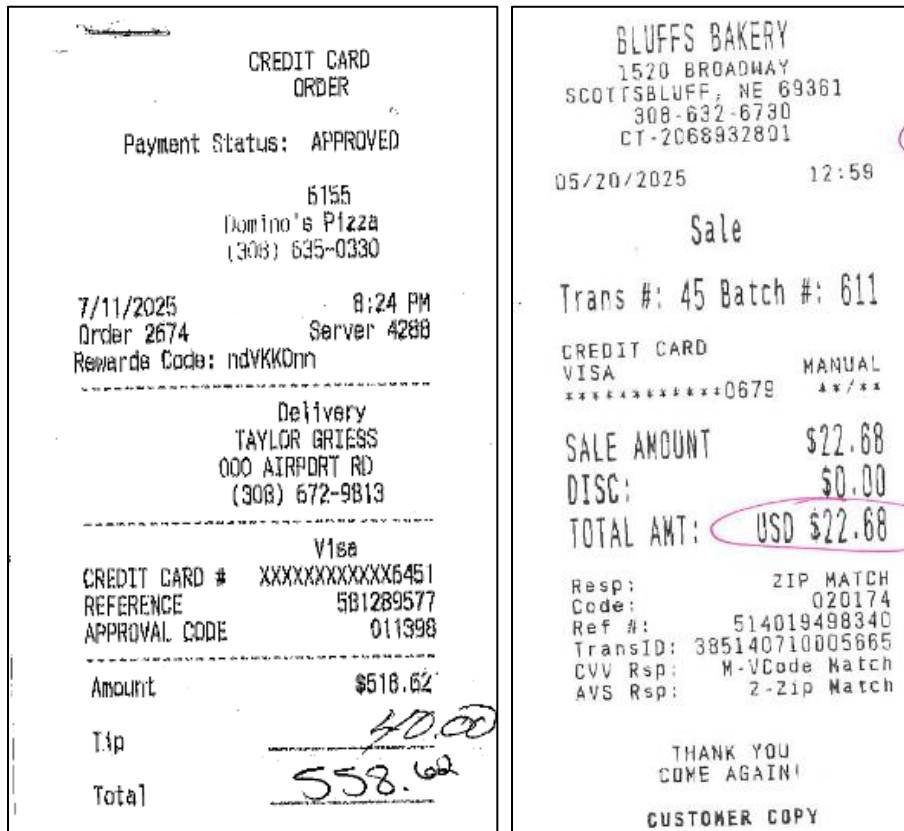 CREDIT CARD
ORDER
Payment Status: APPROVED
6155
Domino's Pizza
(308) 635-0330
7/11/2025 8:24 PM
Order 2674 Server 4288
Rewards Code: ndVKKOnn
Delivery
TAYLOR GRIESS
000 AIRPORT RD
(308) 672-9813
Visa
CREDIT CARD # XXXXXXXXXXXX6451
REFERENCE 581289577
APPROVAL CODE 011398
Amount $518.62
Tip 40.00
Total 558.62
BLUFFS BAKERY
1520 BROADWAY
SCOTTSBLUFF, NE 69361
308-632-6730
CT-2068932801
05/20/2025 12:59
Sale
Trans #: 45 Batch #: 611
CREDIT CARD
VISA MANUAL
************0679 **/**
SALE AMOUNT $22.68
DISC: $0.00
TOTAL AMT: USD $22.68
Resp: ZIP MATCH
Code: 020174
Ref #: 514019498340
TransID: 385140710005665
CVV Rsp: M-VCode Match
AVS Rsp: Z-Zip Match
THANK YOU
COME AGAIN!
CUSTOMER COPY